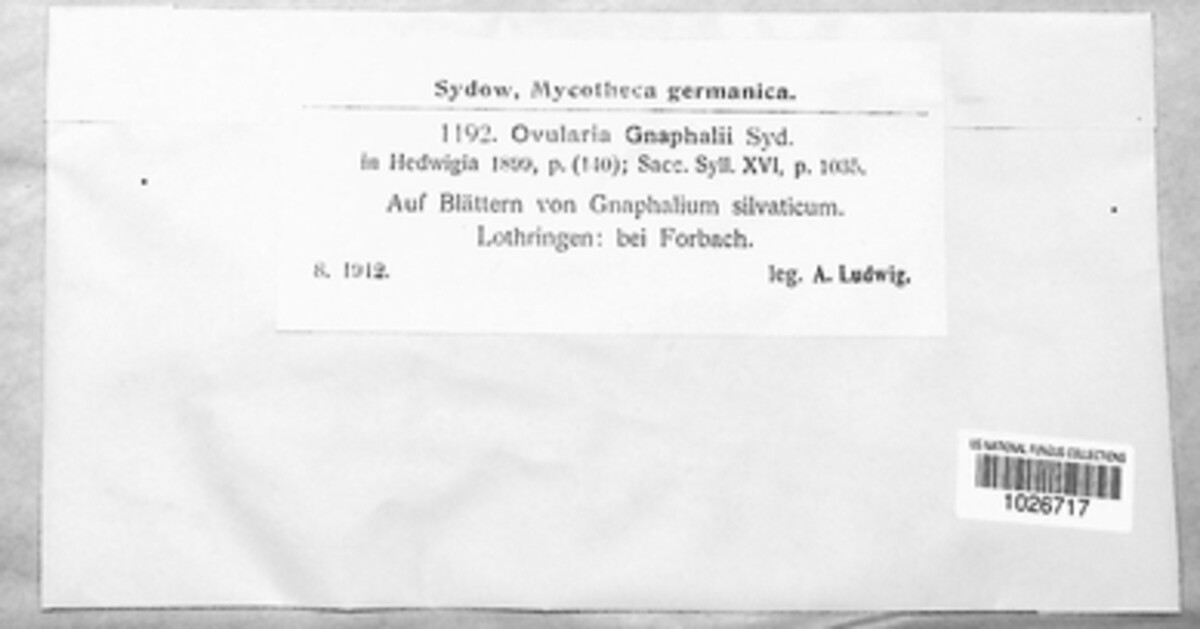 Sydow, Mycotheca germanica.
1192. Ovularia Gnaphalii Syd.
in Hedwigia 1899, p. (140); Sacc. Syll. XVI, p. 1035.
Auf Blättern von Gnaphalium silvaticum.
Lothringen: bei Forbach.
8. 1912. leg. A. Ludwig.
US NATIONAL FUNGUS COLLECTIONS
1026717